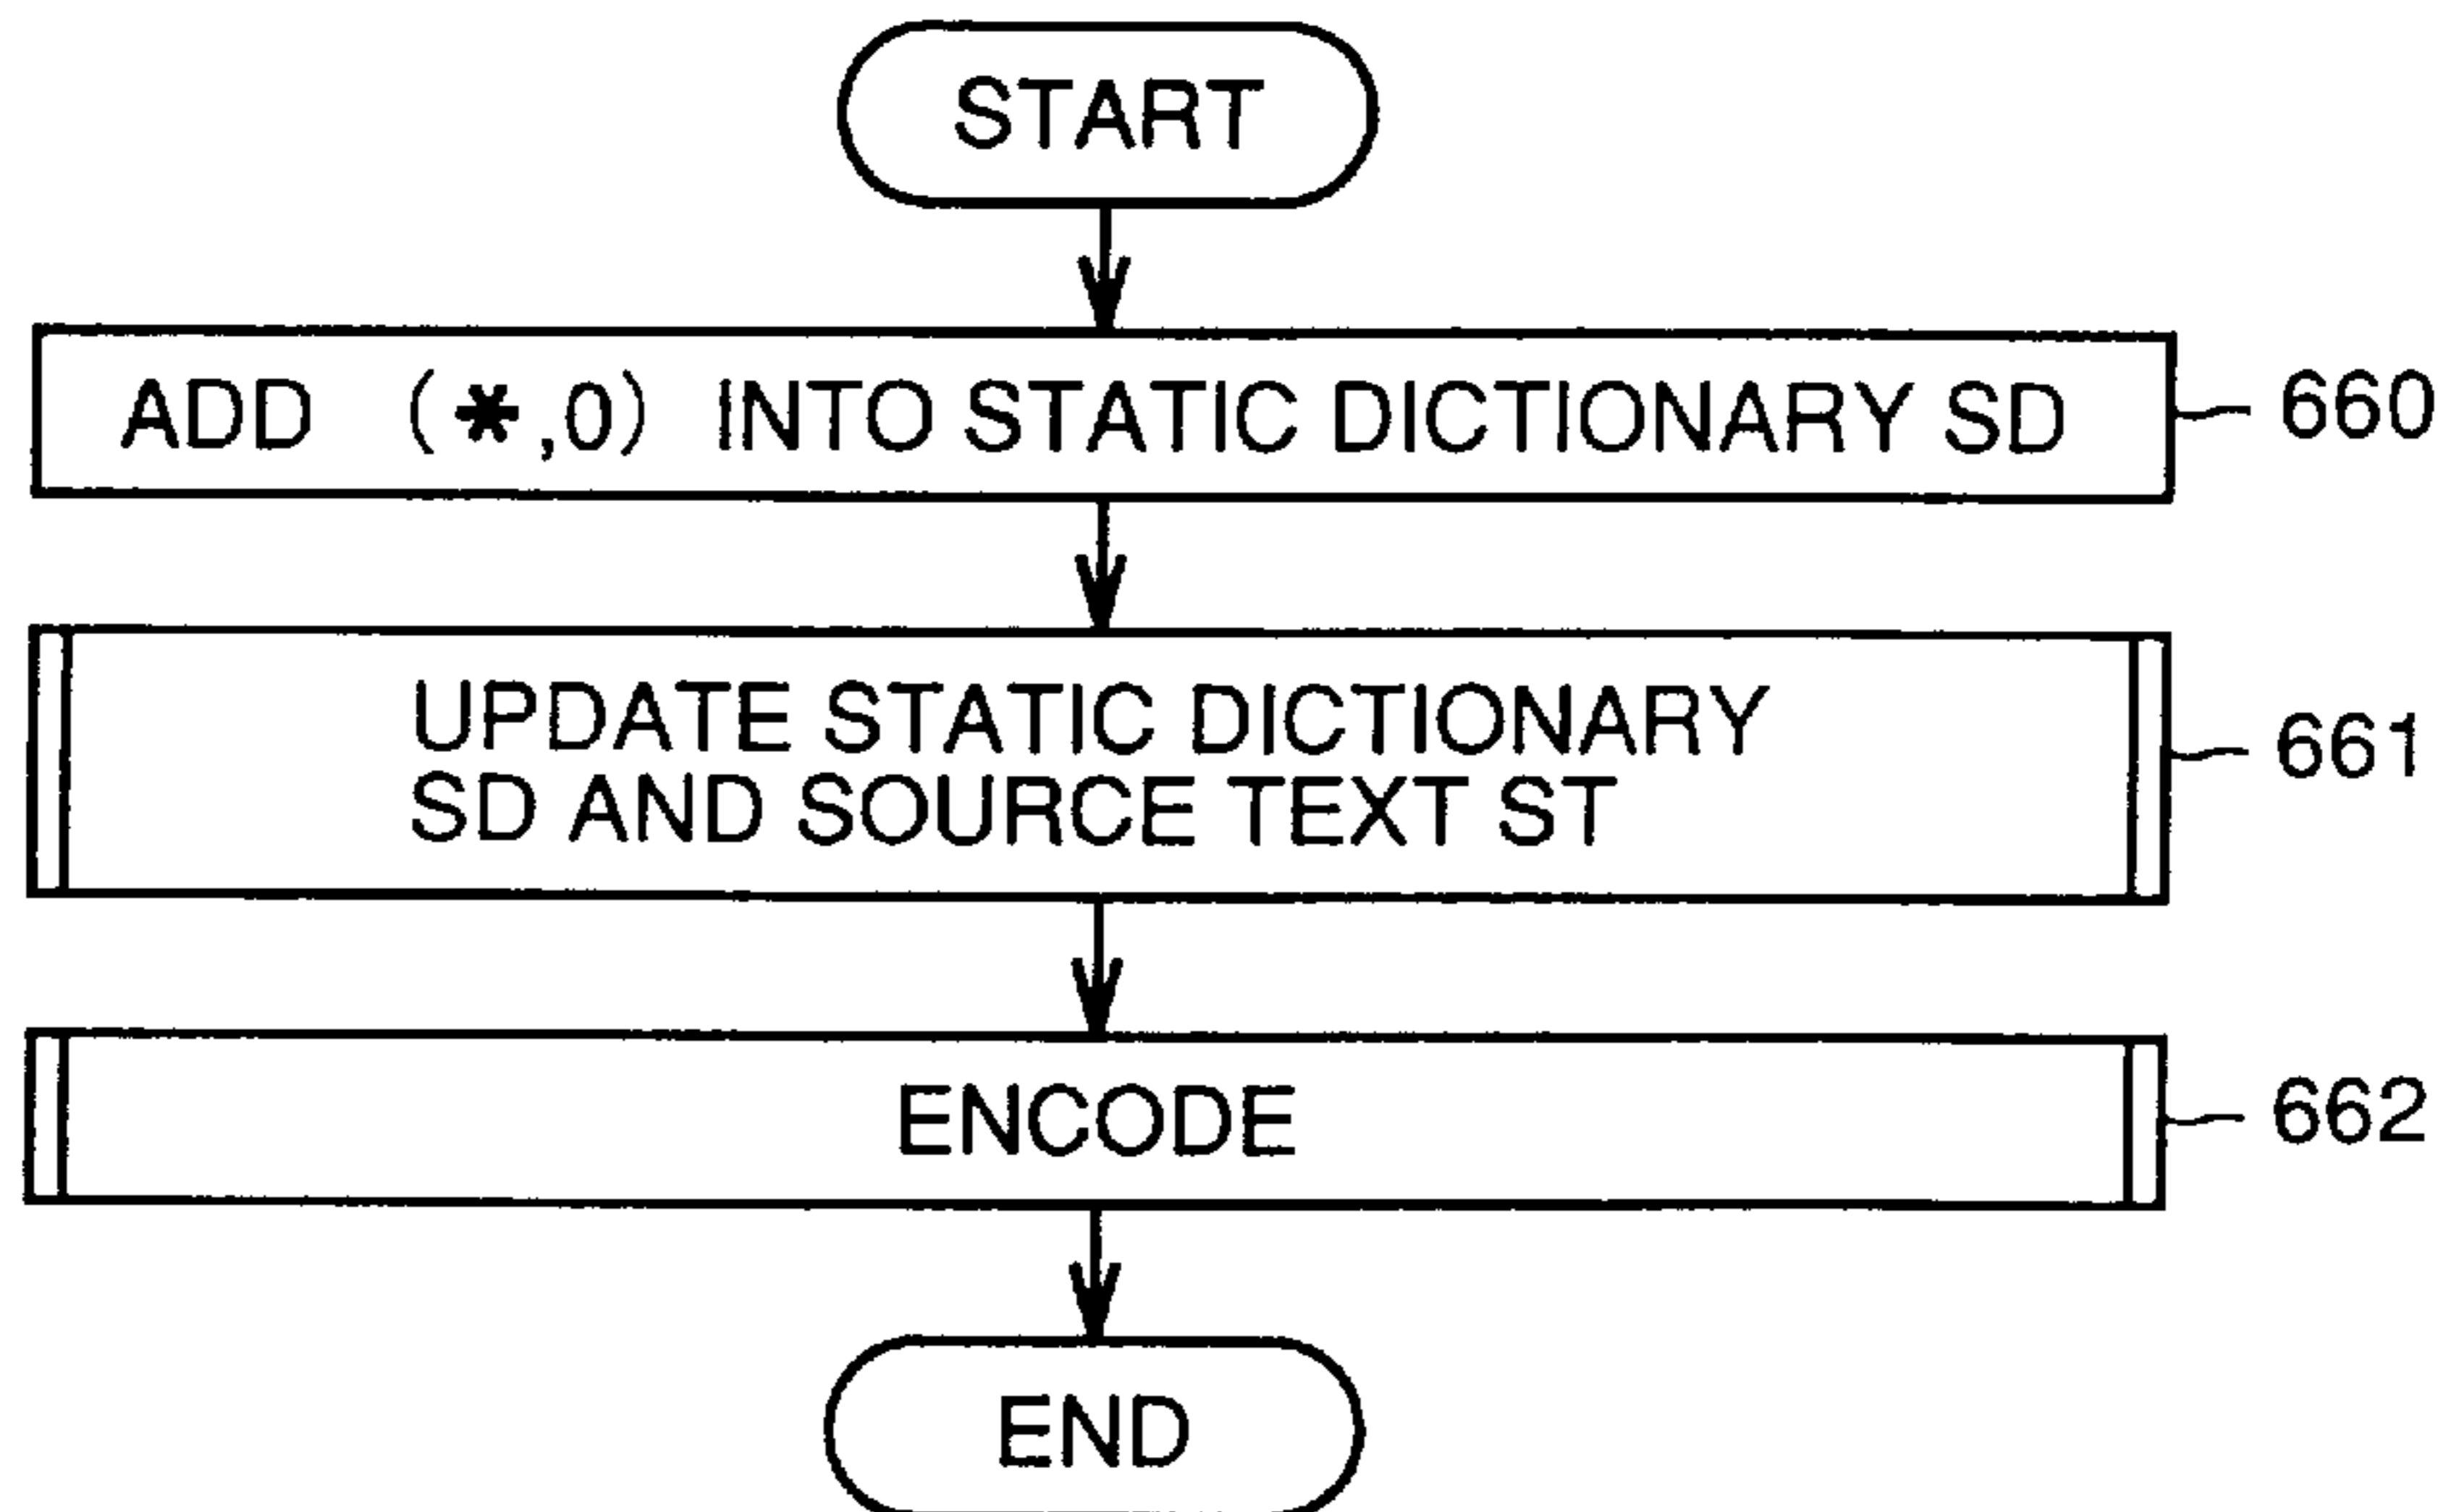 START
ADD (*,0) INTO STATIC DICTIONARY SD
660
UPDATE STATIC DICTIONARY
SD AND SOURCE TEXT ST
661
ENCODE
662
END